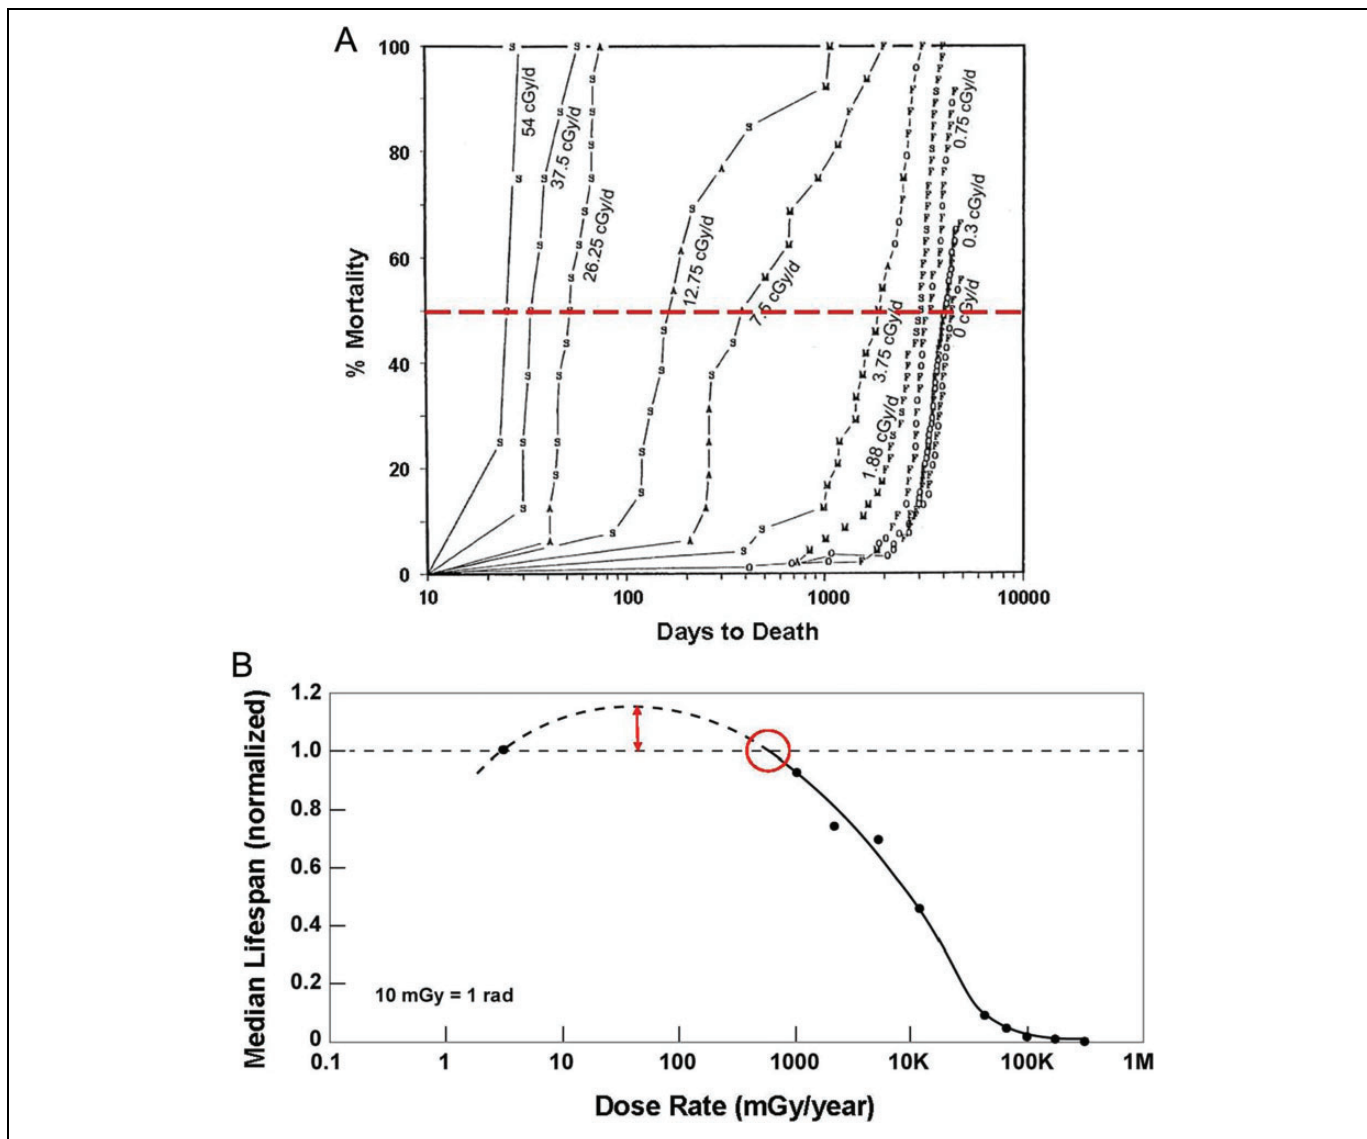 A
100
80
60
40
20
0
% Mortality
54 cGy/d
37.5 cGy/d
26.25 cGy/d
12.75 cGy/d
7.5 cGy/d
3.75 cGy/d
1.88 cGy/d
0.75 cGy/d
0.3 cGy/d
0 cGy/d
10 100 1000 10000
Days to Death
B
Median Lifespan (normalized)
1.2
1.0
0.8
0.6
0.4
0.2
0
10 mGy = 1 rad
0.1 1 10 100 1000 10K 100K 1M
Dose Rate (mGy/year)